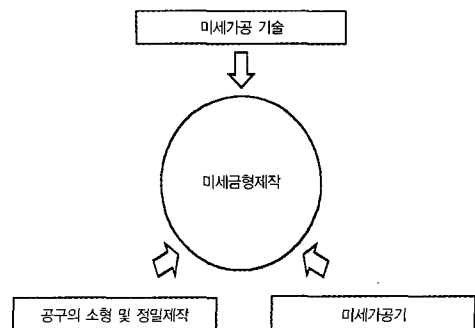 미세가공 기술
미세금형제작
공구의 소형 및 정밀제작
미세가공기